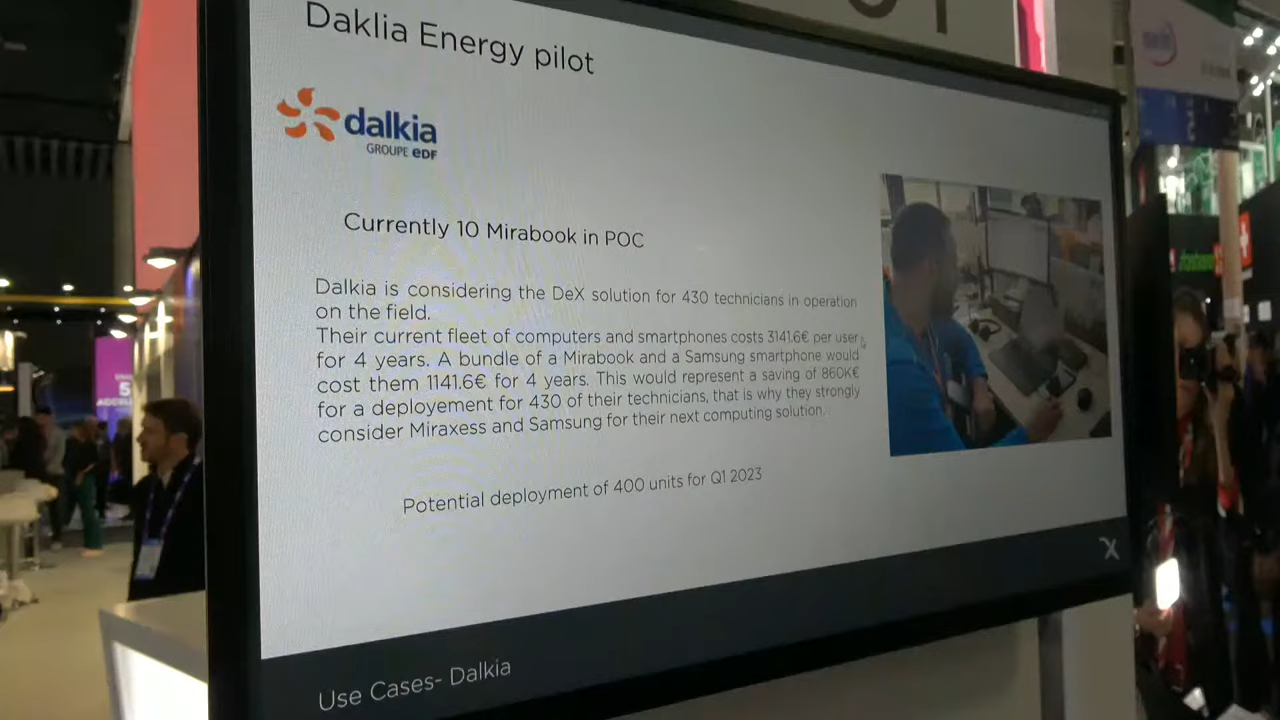 Daklia Energy pilot
dalkia
GROUPE eDF
Currently 10 Mirabook in POC
Dalkia is considering the DeX solution for 430 technicians in operation
on the field.
Their current fleet of computers and smartphones costs 3141.6€ per user
for 4 years. A bundle of a Mirabook and a Samsung smartphone would
cost them 1141.6€ for 4 years. This would represent a saving of 860K€
for a deployement for 430 of their technicians, that is why they strongly
consider Miraxess and Samsung for their next computing solution.
Potential deployment of 400 units for Q1 2023
Use Cases- Dalkia
5